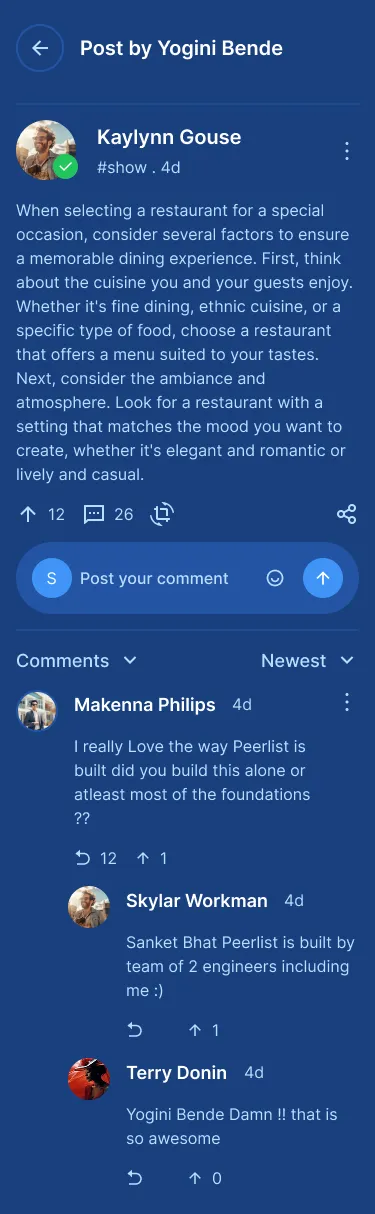 Post by Yogini Bende
Kaylynn Gouse
#show . 4d
When selecting a restaurant for a special
occasion, consider several factors to ensure
a memorable dining experience. First, think
about the cuisine you and your guests enjoy.
Whether it's fine dining, ethnic cuisine, or a
specific type of food, choose a restaurant
that offers a menu suited to your tastes.
Next, consider the ambiance and
atmosphere. Look for a restaurant with a
setting that matches the mood you want to
create, whether it's elegant and romantic or
lively and casual.
12 26
S Post your comment
Comments Newest
Makenna Philips 4d
I really Love the way Peerlist is
built did you build this alone or
atleast most of the foundations
??
12 1
Skylar Workman 4d
Sanket Bhat Peerlist is built by
team of 2 engineers including
me :)
1
Terry Donin 4d
Yogini Bende Damn !! that is
so awesome
0